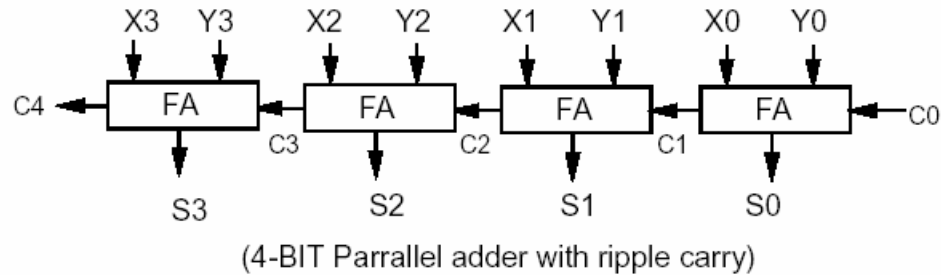 X3 Y3 X2 Y2 X1 Y1 X0 Y0
C4 FA FA FA FA C0
C3 C2 C1
S3 S2 S1 S0
(4-BIT Parrallel adder with ripple carry)